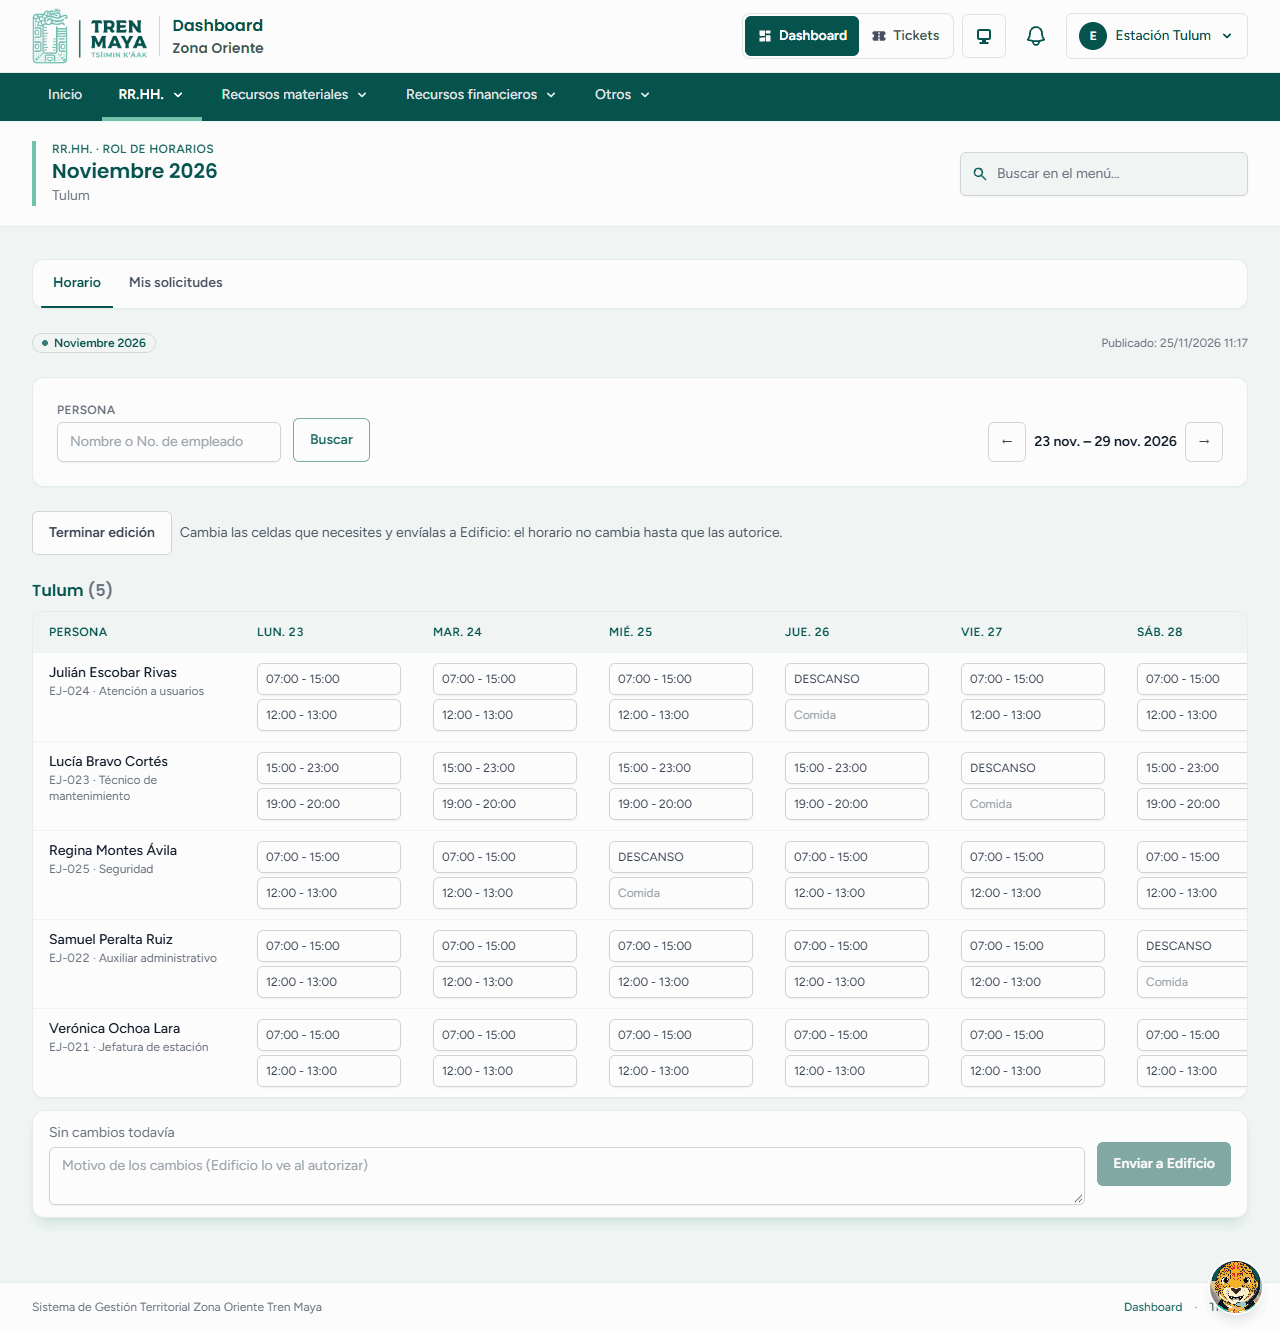 TREN MAYA
TSÍIMIN K'ÁAK
Dashboard
Zona Oriente
Dashboard
Tickets
E
Estación Tulum
Inicio
RR.HH.
Recursos materiales
Recursos financieros
Otros
RR.HH. · ROL DE HORARIOS
Noviembre 2026
Tulum
Buscar en el menú...
Horario
Mis solicitudes
Noviembre 2026
Publicado: 25/11/2026 11:17
PERSONA
Nombre o No. de empleado
Buscar
← 23 nov. – 29 nov. 2026 →
Terminar edición
Cambia las celdas que necesites y envíalas a Edificio: el horario no cambia hasta que las autorice.
Tulum (5)
PERSONA LUN. 23 MAR. 24 MIÉ. 25 JUE. 26 VIE. 27 SÁB. 28
Julián Escobar Rivas
EJ-024 · Atención a usuarios
07:00 - 15:00 07:00 - 15:00 07:00 - 15:00 DESCANSO 07:00 - 15:00 07:00 - 15:00
12:00 - 13:00 12:00 - 13:00 12:00 - 13:00 Comida 12:00 - 13:00 12:00 - 13:00
Lucía Bravo Cortés
EJ-023 · Técnico de
mantenimiento
15:00 - 23:00 15:00 - 23:00 15:00 - 23:00 15:00 - 23:00 DESCANSO 15:00 - 23:00
19:00 - 20:00 19:00 - 20:00 19:00 - 20:00 19:00 - 20:00 Comida 19:00 - 20:00
Regina Montes Ávila
EJ-025 · Seguridad
07:00 - 15:00 07:00 - 15:00 DESCANSO 07:00 - 15:00 07:00 - 15:00 07:00 - 15:00
12:00 - 13:00 12:00 - 13:00 Comida 12:00 - 13:00 12:00 - 13:00 12:00 - 13:00
Samuel Peralta Ruiz
EJ-022 · Auxiliar administrativo
07:00 - 15:00 07:00 - 15:00 07:00 - 15:00 07:00 - 15:00 07:00 - 15:00 DESCANSO
12:00 - 13:00 12:00 - 13:00 12:00 - 13:00 12:00 - 13:00 12:00 - 13:00 Comida
Verónica Ochoa Lara
EJ-021 · Jefatura de estación
07:00 - 15:00 07:00 - 15:00 07:00 - 15:00 07:00 - 15:00 07:00 - 15:00 07:00 - 15:00
12:00 - 13:00 12:00 - 13:00 12:00 - 13:00 12:00 - 13:00 12:00 - 13:00 12:00 - 13:00
Sin cambios todavía
Motivo de los cambios (Edificio lo ve al autorizar)
Enviar a Edificio
Sistema de Gestión Territorial Zona Oriente Tren Maya
Dashboard ·